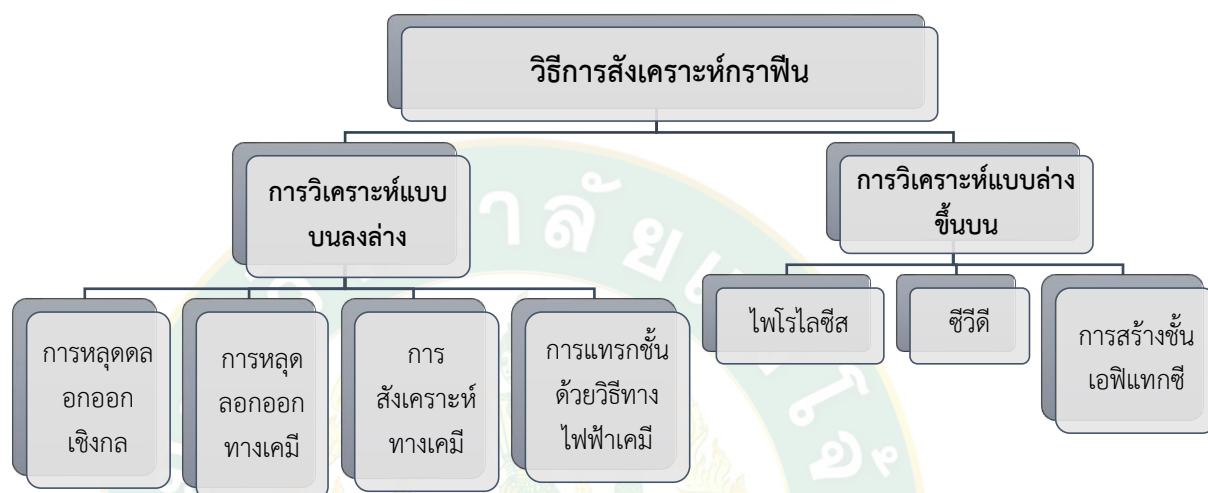 วิธีการสังเคราะห์กราฟีน
การวิเคราะห์แบบ
บนลงล่าง
การวิเคราะห์แบบล่าง
ขึ้นบน
การหลุดดล
อกออก
เชิงกล
การหลุด
ลอกออก
ทางเคมี
การ
สังเคราะห์
ทางเคมี
การแทรกชั้น
ด้วยวิธีทาง
ไฟฟ้าเคมี
ไพโรไลซีส
ซีวีดี
การสร้างชั้น
เอฟิแทกซี